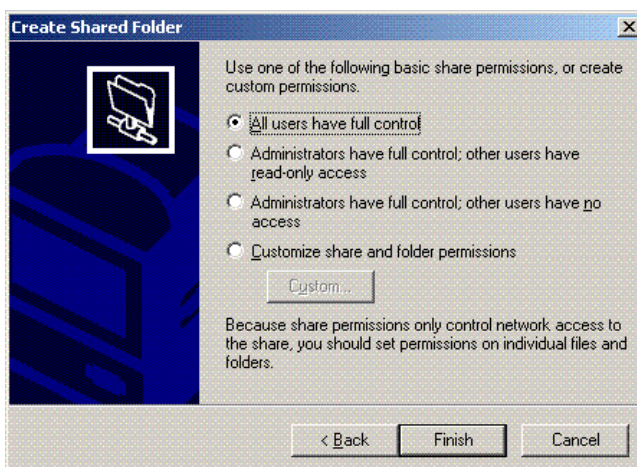 Create Shared Folder
Use one of the following basic share permissions, or create
custom permissions.
All users have full control
Administrators have full control; other users have
read-only access
Administrators have full control; other users have no
access
Customize share and folder permissions
Custom...
Because share permissions only control network access to
the share, you should set permissions on individual files and
folders.
< Back
Finish
Cancel